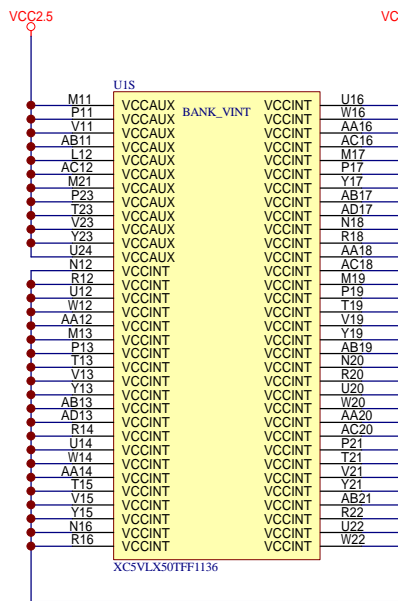 VCC2.5 VC
U1S
BANK_VINT
M11 VCCAUX VCCINT U16
P11 VCCAUX VCCINT W16
V11 VCCAUX VCCINT AA16
AB11 VCCAUX VCCINT AC16
L12 VCCAUX VCCINT M17
AC12 VCCAUX VCCINT P17
M21 VCCAUX VCCINT Y17
P23 VCCAUX VCCINT AB17
T23 VCCAUX VCCINT AD17
V23 VCCAUX VCCINT N18
Y23 VCCAUX VCCINT R18
U24 VCCAUX VCCINT AA18
N12 VCCINT VCCINT AC18
R12 VCCINT VCCINT M19
U12 VCCINT VCCINT P19
W12 VCCINT VCCINT T19
AA12 VCCINT VCCINT V19
M13 VCCINT VCCINT Y19
P13 VCCINT VCCINT AB19
T13 VCCINT VCCINT N20
V13 VCCINT VCCINT R20
Y13 VCCINT VCCINT U20
AB13 VCCINT VCCINT W20
AD13 VCCINT VCCINT AA20
R14 VCCINT VCCINT AC20
U14 VCCINT VCCINT P21
W14 VCCINT VCCINT T21
AA14 VCCINT VCCINT V21
T15 VCCINT VCCINT Y21
V15 VCCINT VCCINT AB21
Y15 VCCINT VCCINT R22
N16 VCCINT VCCINT U22
R16 VCCINT VCCINT W22
XC5VLX50TFF1136